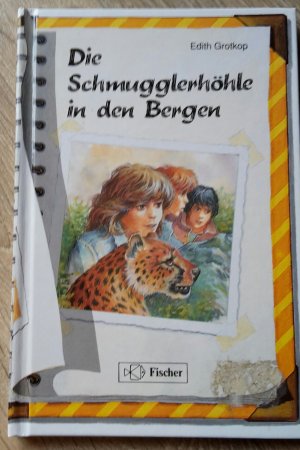 Edith Grotkop
Die
Schmugglerhöhle
in den Bergen
Fischer